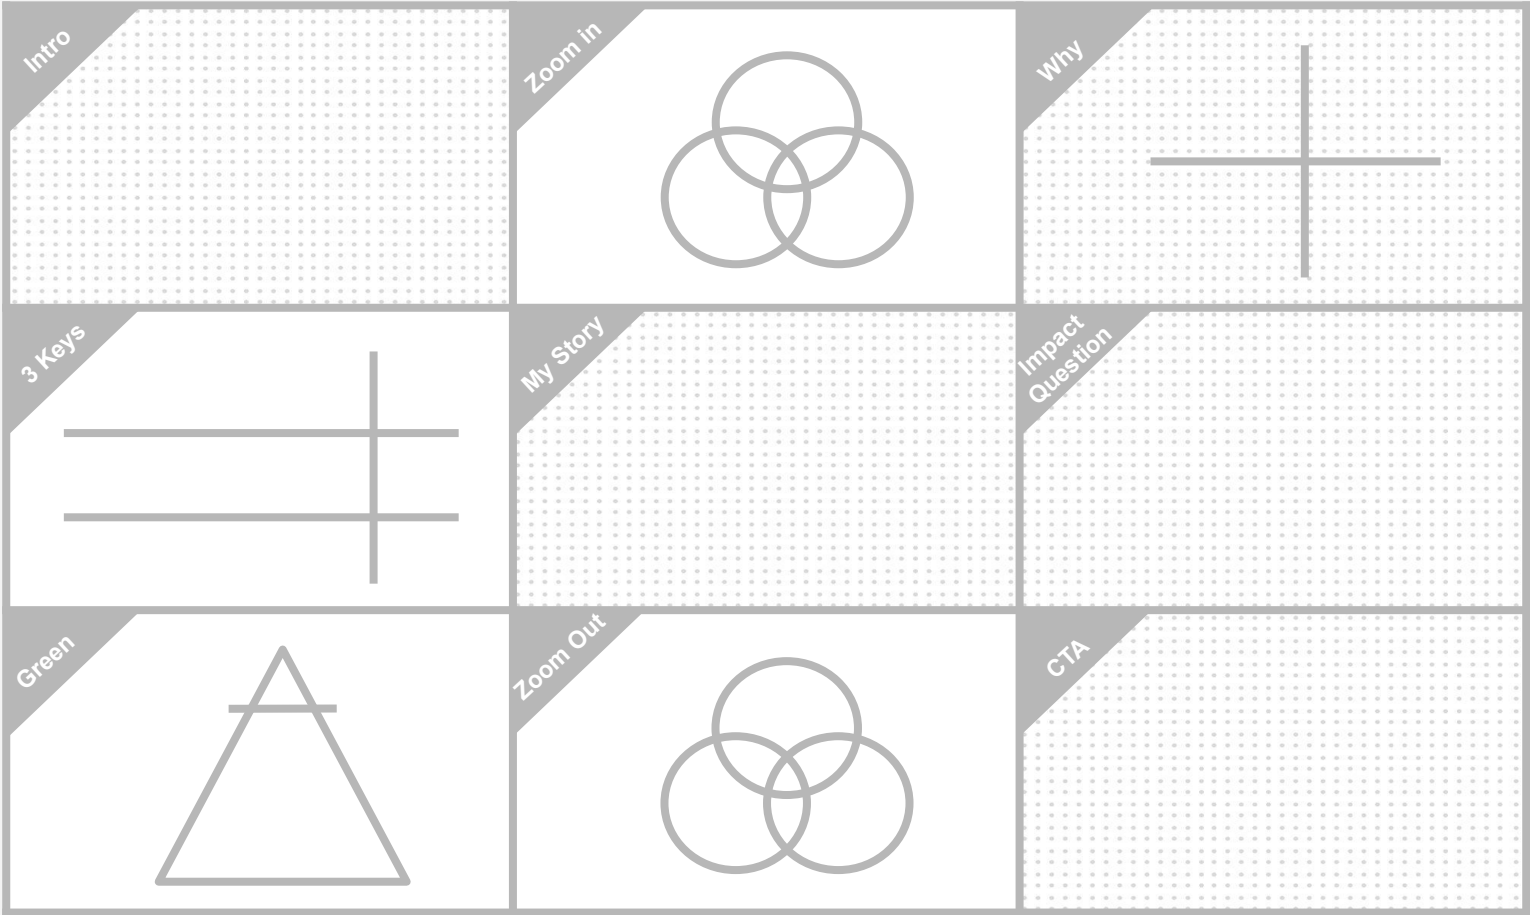 Intro
Zoom in
Why
3 Keys
My Story
Impact
Question
Green
Zoom Out
CTA